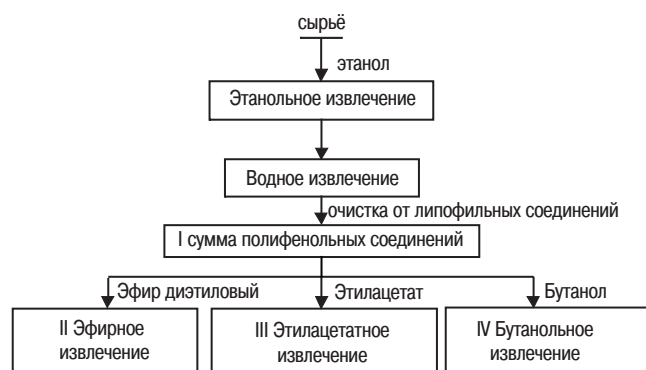 сырьё
этанол
Этанольное извлечение
Водное извлечение
очистка от липофильных соединений
I сумма полифенольных соединений
Эфир диэтиловый
Этилацетат
Бутанол
II Эфирное
извлечение
III Этилацетатное
извлечение
IV Бутанольное
извлечение